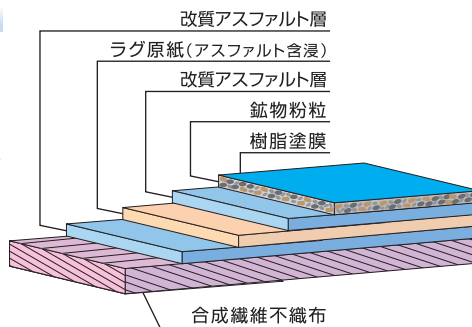 改質アスファルト層
ラグ原紙（アスファルト含浸）
改質アスファルト層
鉱物粉粒
樹脂塗膜
合成繊維不織布